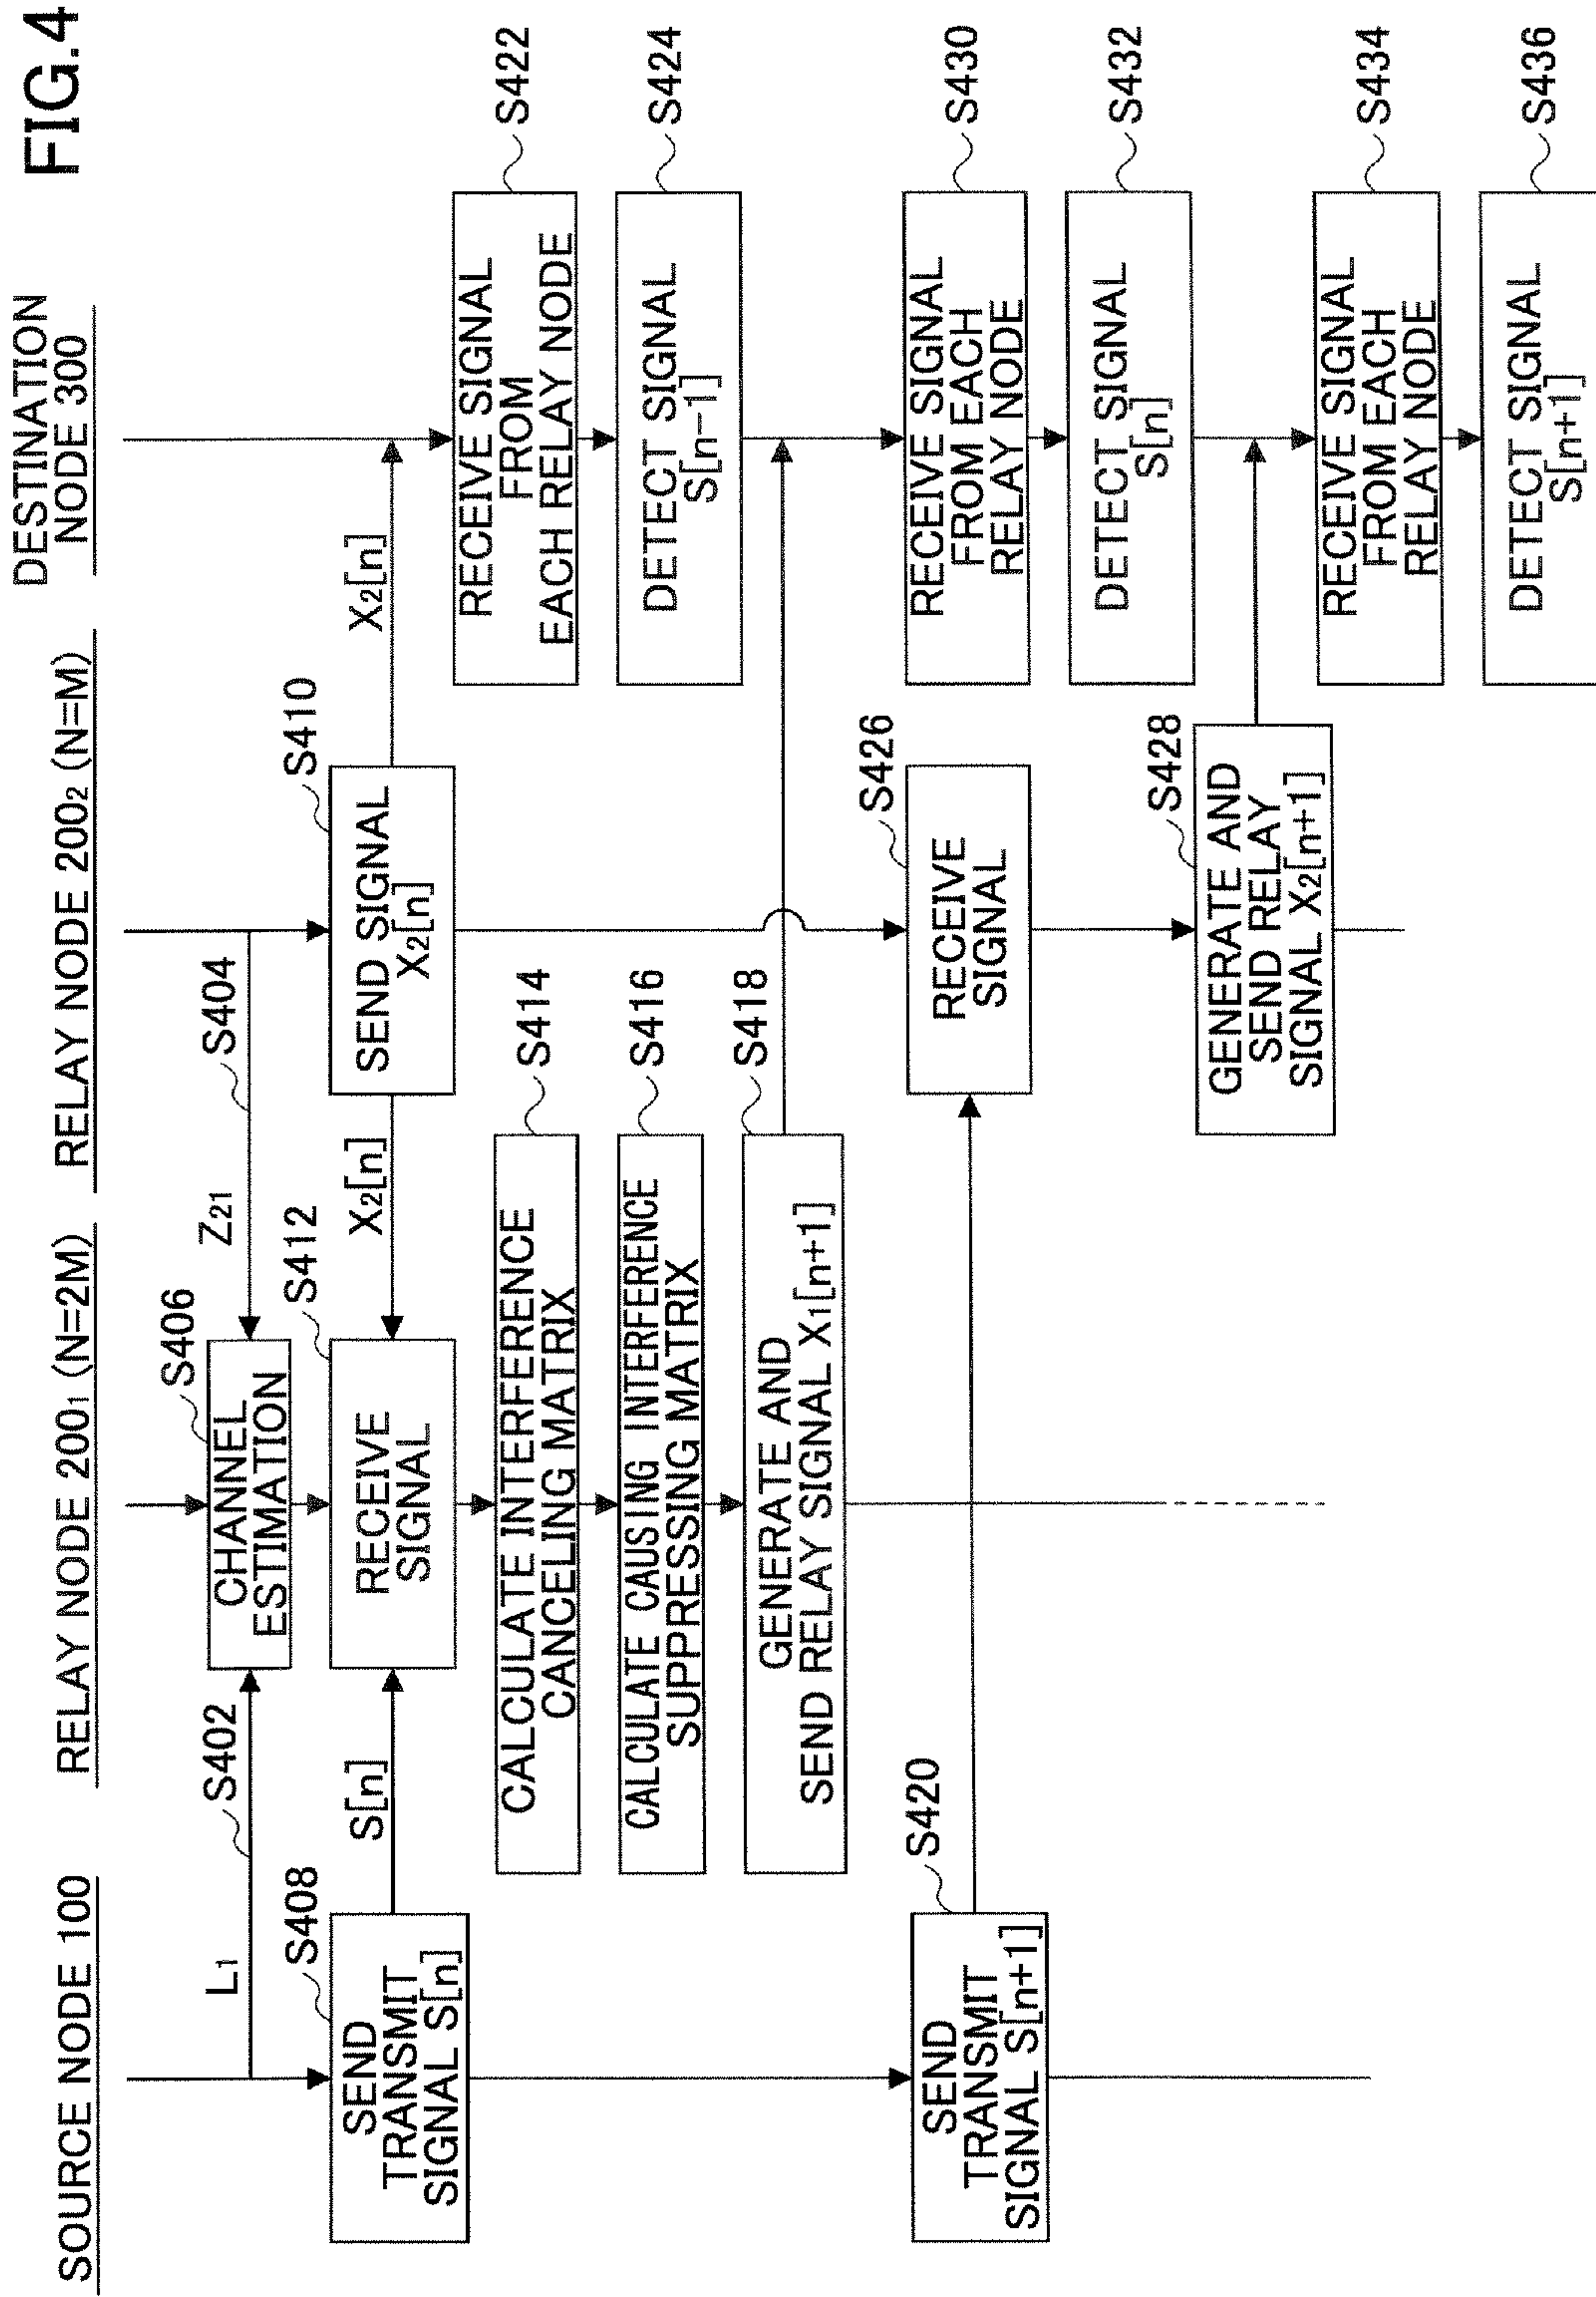 FIG.4
SOURCE NODE 100
RELAY NODE 200₁ (N=2M)
RELAY NODE 200₂ (N=M)
DESTINATION
NODE 300
L₁
S402
S406
CHANNEL
ESTIMATION
Z₂₁
S404
S408
SEND
TRANSMIT
SIGNAL S[n]
S[n]
S412
RECEIVE
SIGNAL
X₂[n]
S410
SEND SIGNAL
X₂[n]
X₂[n]
CALCULATE INTERFERENCE
CANCELING MATRIX
S414
CALCULATE CAUSING INTERFERENCE
SUPPRESSING MATRIX
S416
GENERATE AND
SEND RELAY SIGNAL X₁[n+1]
S418
RECEIVE SIGNAL
FROM
EACH RELAY NODE
S422
DETECT SIGNAL
S[n-1]
S424
S420
SEND
TRANSMIT
SIGNAL S[n+1]
S426
RECEIVE
SIGNAL
RECEIVE SIGNAL
FROM EACH
RELAY NODE
S430
DETECT SIGNAL
S[n]
S432
S428
GENERATE AND
SEND RELAY
SIGNAL X₂[n+1]
RECEIVE SIGNAL
FROM EACH
RELAY NODE
S434
DETECT SIGNAL
S[n+1]
S436